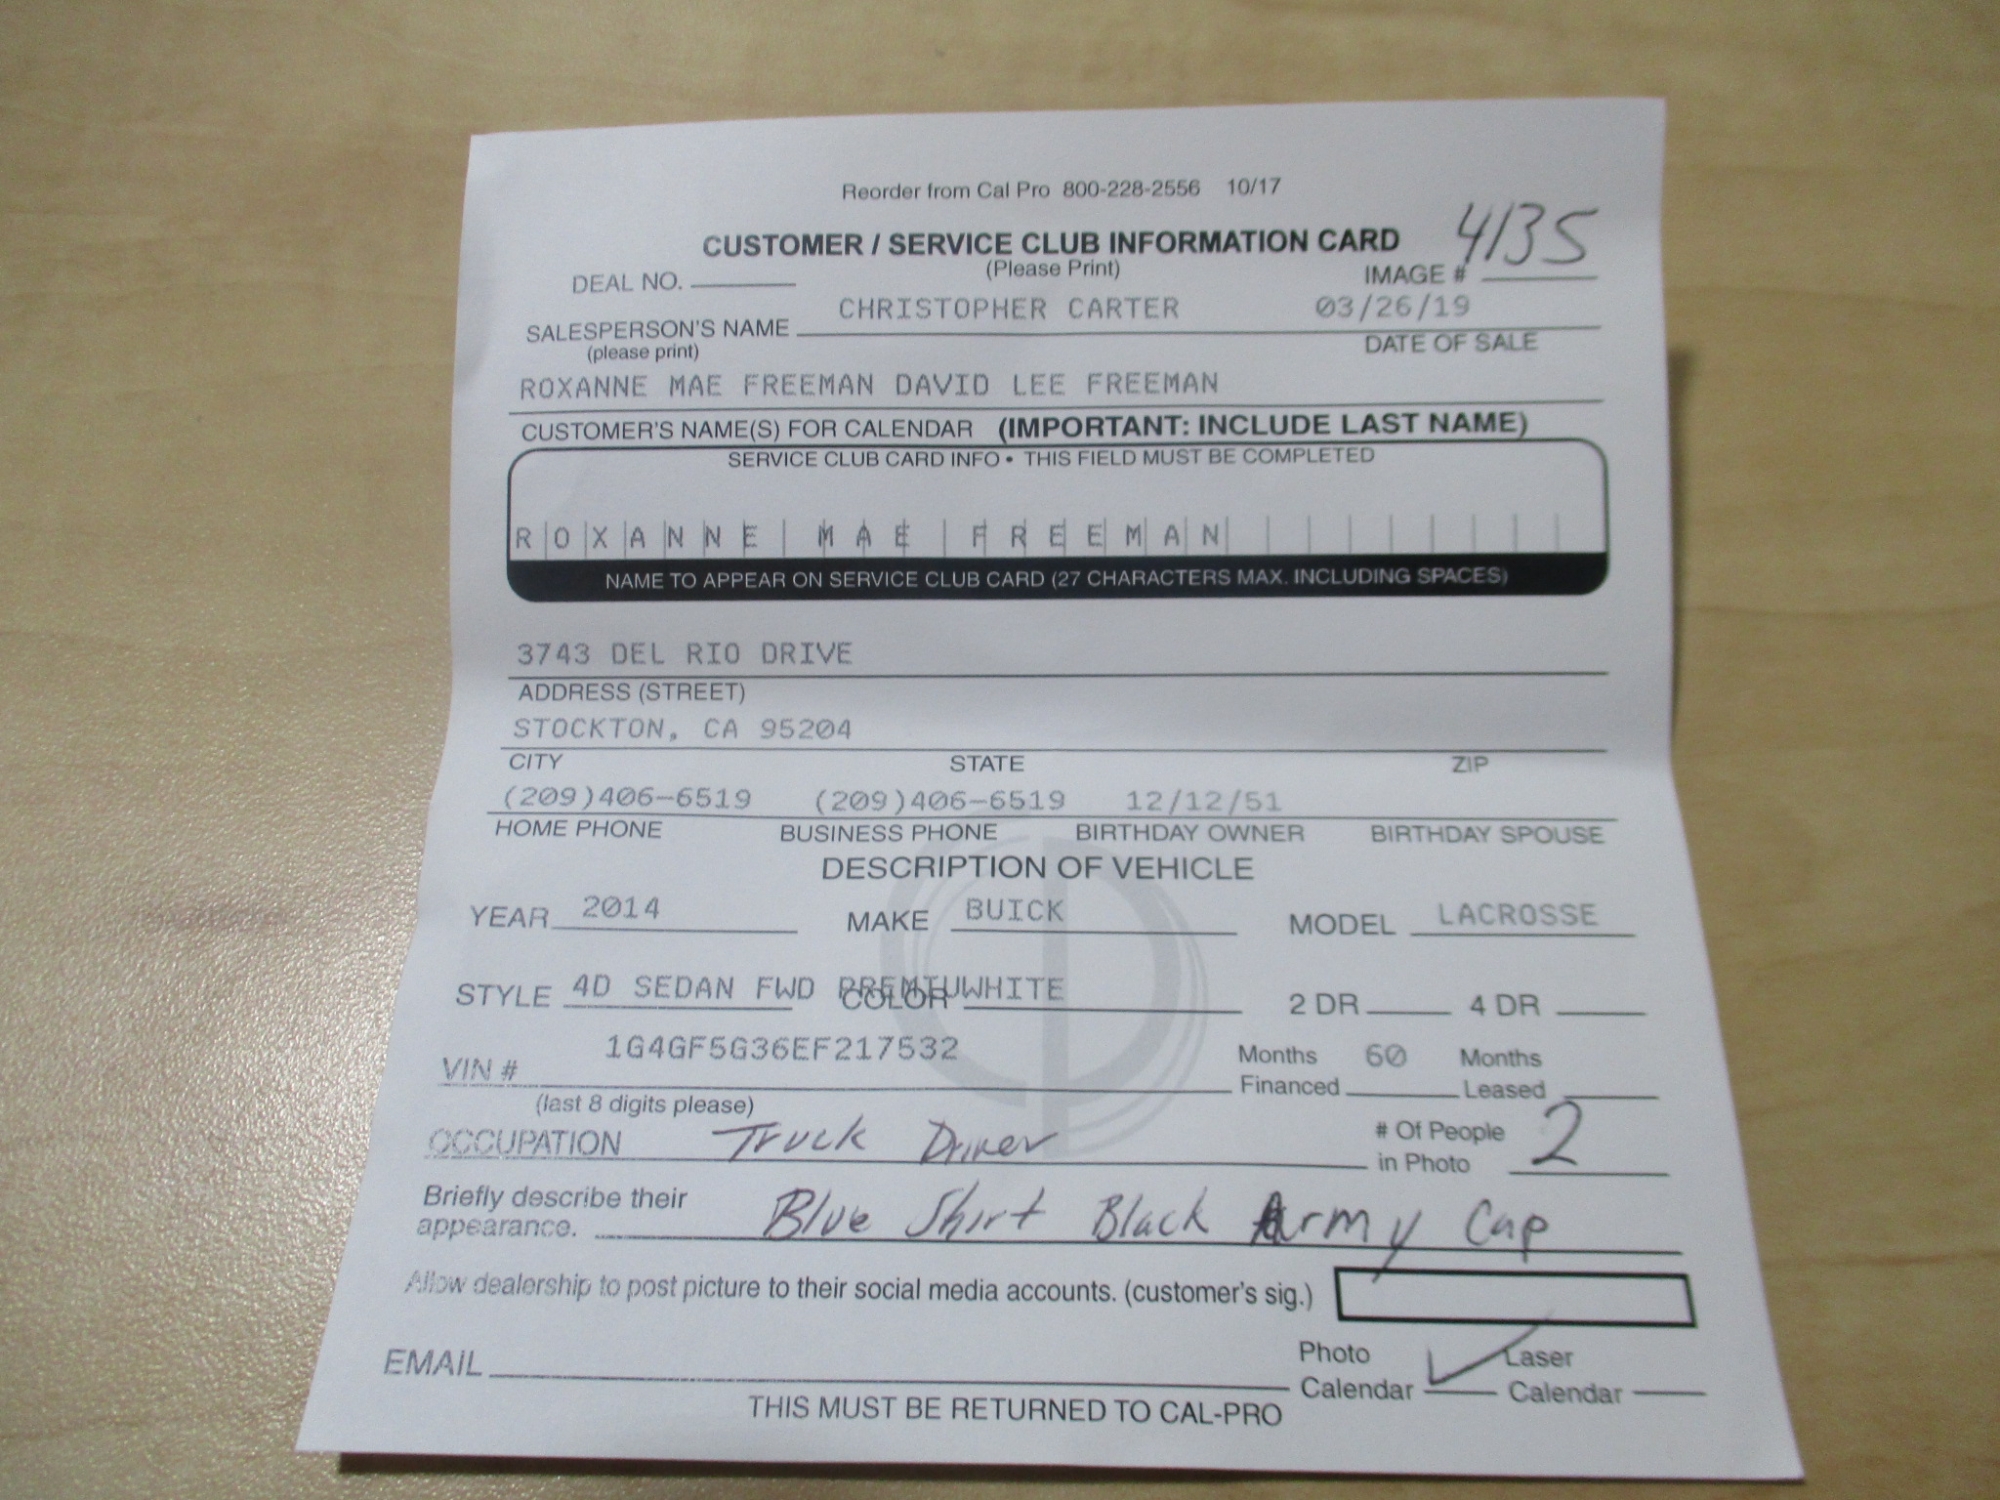 Reorder from Cal Pro 800-228-2556 10/17
CUSTOMER / SERVICE CLUB INFORMATION CARD 4135
(Please Print)
DEAL NO. IMAGE #
CHRISTOPHER CARTER 03/26/19
SALESPERSON'S NAME DATE OF SALE
(please print)
ROXANNE MAE FREEMAN DAVID LEE FREEMAN
CUSTOMER'S NAME(S) FOR CALENDAR (IMPORTANT: INCLUDE LAST NAME)
SERVICE CLUB CARD INFO • THIS FIELD MUST BE COMPLETED
ROXANNE MAE FREEMAN
NAME TO APPEAR ON SERVICE CLUB CARD (27 CHARACTERS MAX. INCLUDING SPACES)
3743 DEL RIO DRIVE
ADDRESS (STREET)
STOCKTON, CA 95204
CITY STATE ZIP
(209)406-6519 (209)406-6519 12/12/51
HOME PHONE BUSINESS PHONE BIRTHDAY OWNER BIRTHDAY SPOUSE
DESCRIPTION OF VEHICLE
YEAR 2014 MAKE BUICK MODEL LACROSSE
STYLE 4D SEDAN FWD PREMIUWHITE COLOR 2 DR 4 DR
VIN # 1G4GF5G36EF217532 Months Financed 60 Months Leased
(last 8 digits please)
OCCUPATION Truck Driver # Of People in Photo 2
Briefly describe their appearance. Blue Shirt Black Army Cap
Allow dealership to post picture to their social media accounts. (customer's sig.)
EMAIL Photo Calendar ✓ Laser Calendar
THIS MUST BE RETURNED TO CAL-PRO